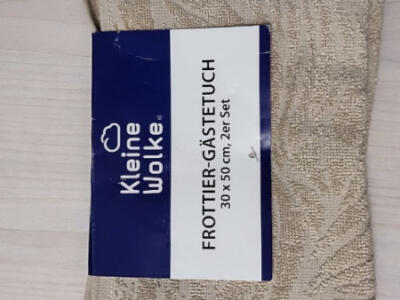 Kleine
Wolke®
FROTTIER-GÄSTETUCH
30 x 50 cm, 2er Set